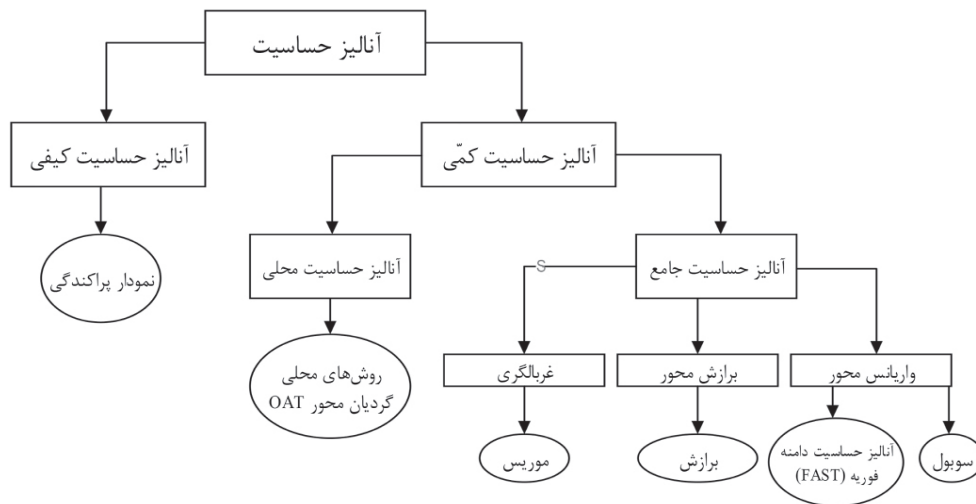 آنالیز حساسیت
آنالیز حساسیت کمّی
آنالیز حساسیت کیفی
آنالیز حساسیت جامع
آنالیز حساسیت محلی
نمودار پراکندگی
S
واریانس محور
برازش محور
غربالگری
روش‌های محلی
گردیان محور OAT
سوبول
آنالیز حساسیت دامنه
فوریه (FAST)
برازش
موریس